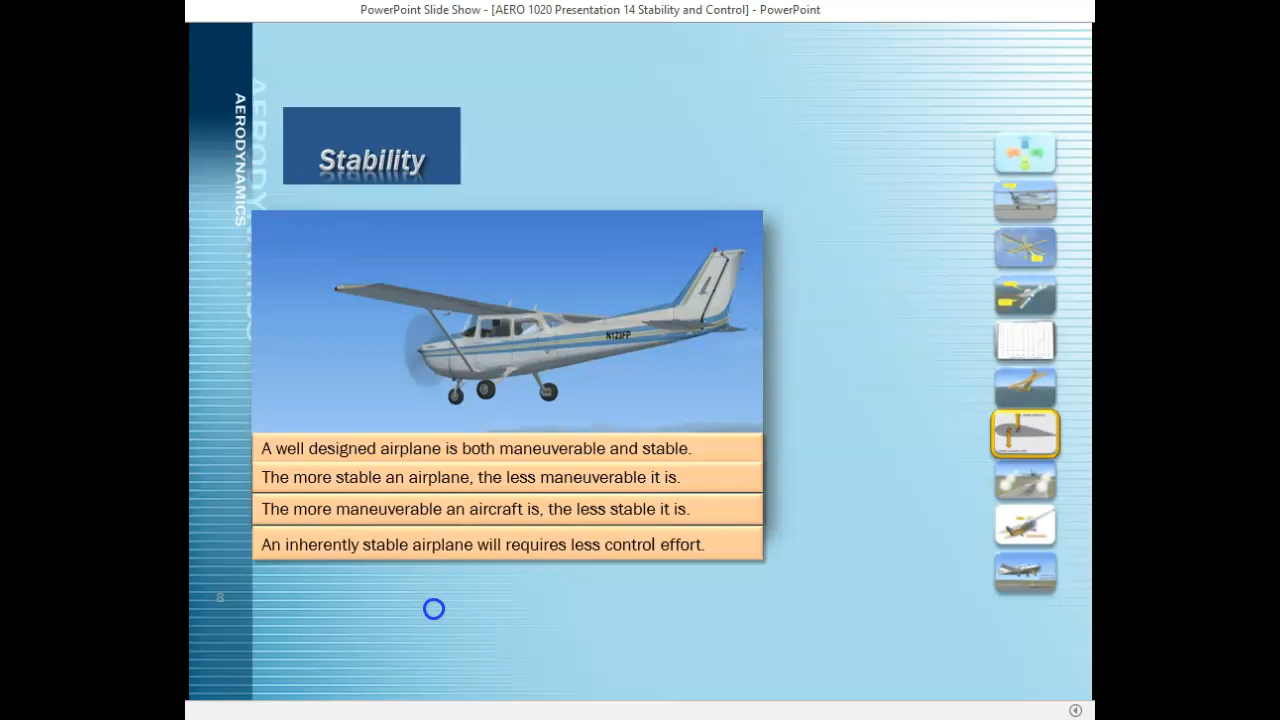 PowerPoint Slide Show - [AERO 1020 Presentation 14 Stability and Control] - PowerPoint
AERODYNAMICS
Stability
N123FP
A well designed airplane is both maneuverable and stable.
The more stable an airplane, the less maneuverable it is.
The more maneuverable an aircraft is, the less stable it is.
An inherently stable airplane will requires less control effort.
8